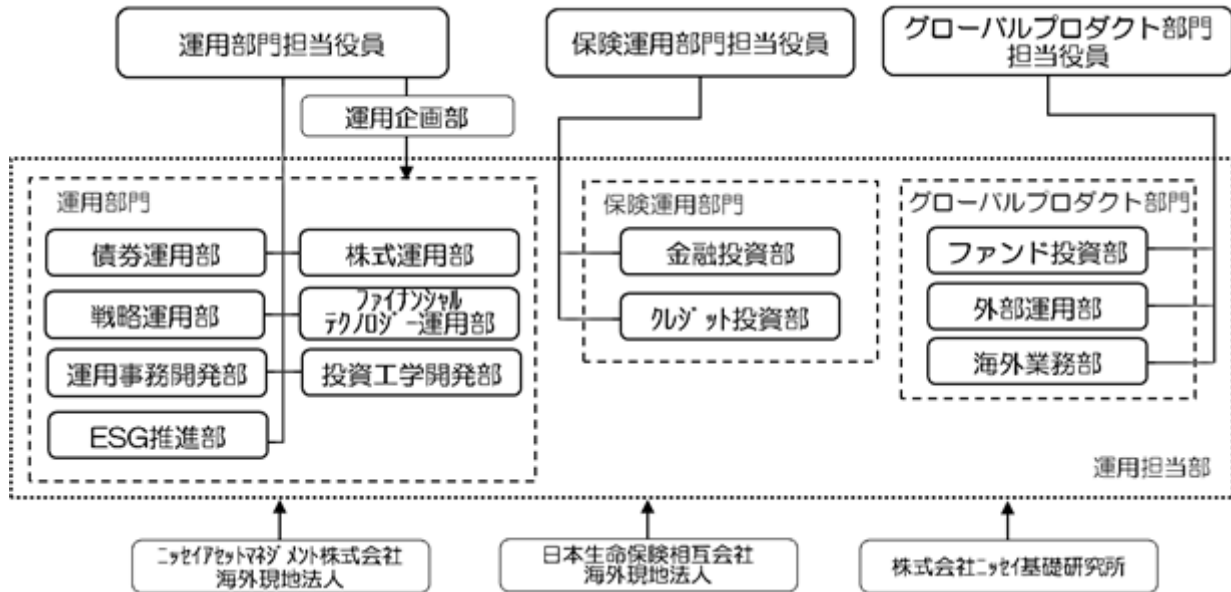 運用部門担当役員
保険運用部門担当役員
グローバルプロダクト部門
担当役員
運用企画部
運用部門
債券運用部
株式運用部
戦略運用部
ファイナンシャル
テクノロジー運用部
運用事務開発部
投資工学開発部
ESG推進部
保険運用部門
金融投資部
クレジット投資部
グローバルプロダクト部門
ファンド投資部
外部運用部
海外業務部
運用担当部
ニッセイアセットマネジメント株式会社
海外現地法人
日本生命保険相互会社
海外現地法人
株式会社ニッセイ基礎研究所